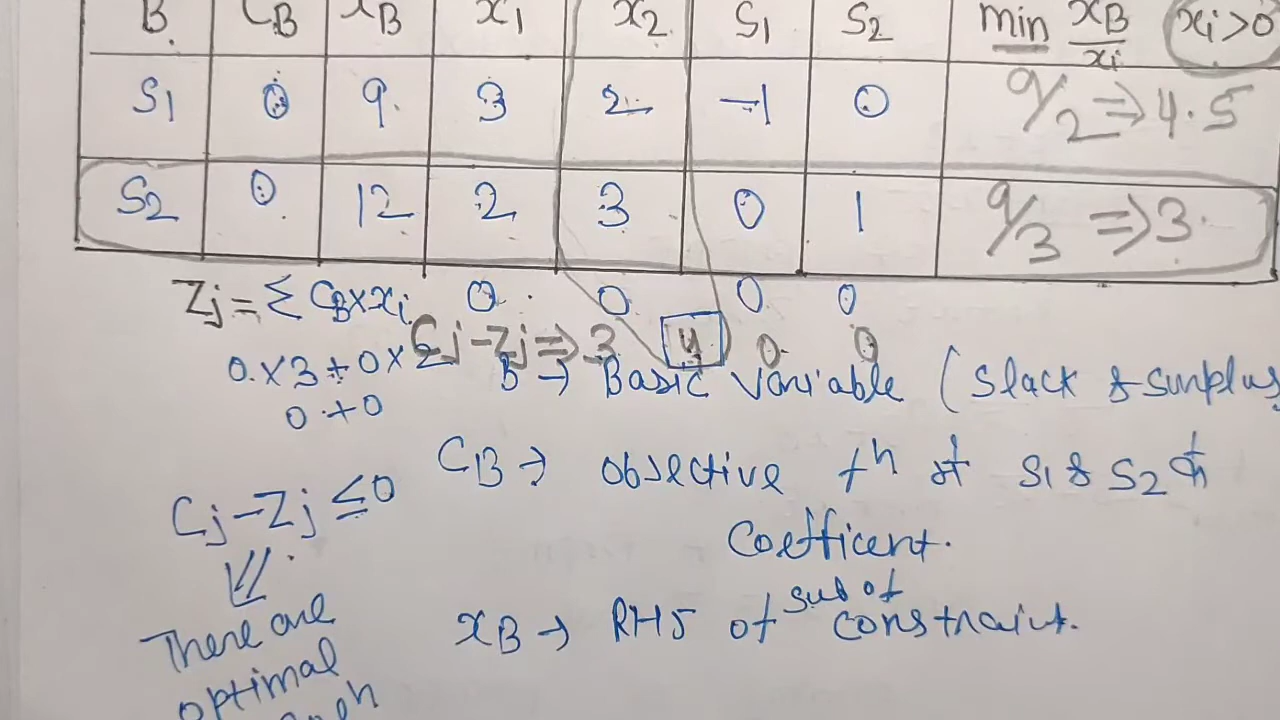 B CB xB x1 x2 S1 S2 min xB/xi (xi>0
S1 0 9 3 2 -1 0 9/2 => 4.5
S2 0 12 2 3 0 1 9/3 => 3
Zj = Σ CB×xi 0 0 0 0
Cj-Zj => 3 4 0 0
0×3+0×2
0+0
B → Basic Variable (Slack & Surplus
CB → Objective fn S1 & S2
Coefficent.
Cj-Zj ≤0
xB → RHS of sub of constraint.
There are
optimal